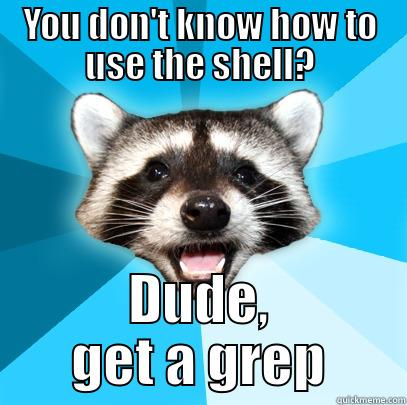 You don't know how to
use the shell?
Dude,
get a grep
quickmeme.com